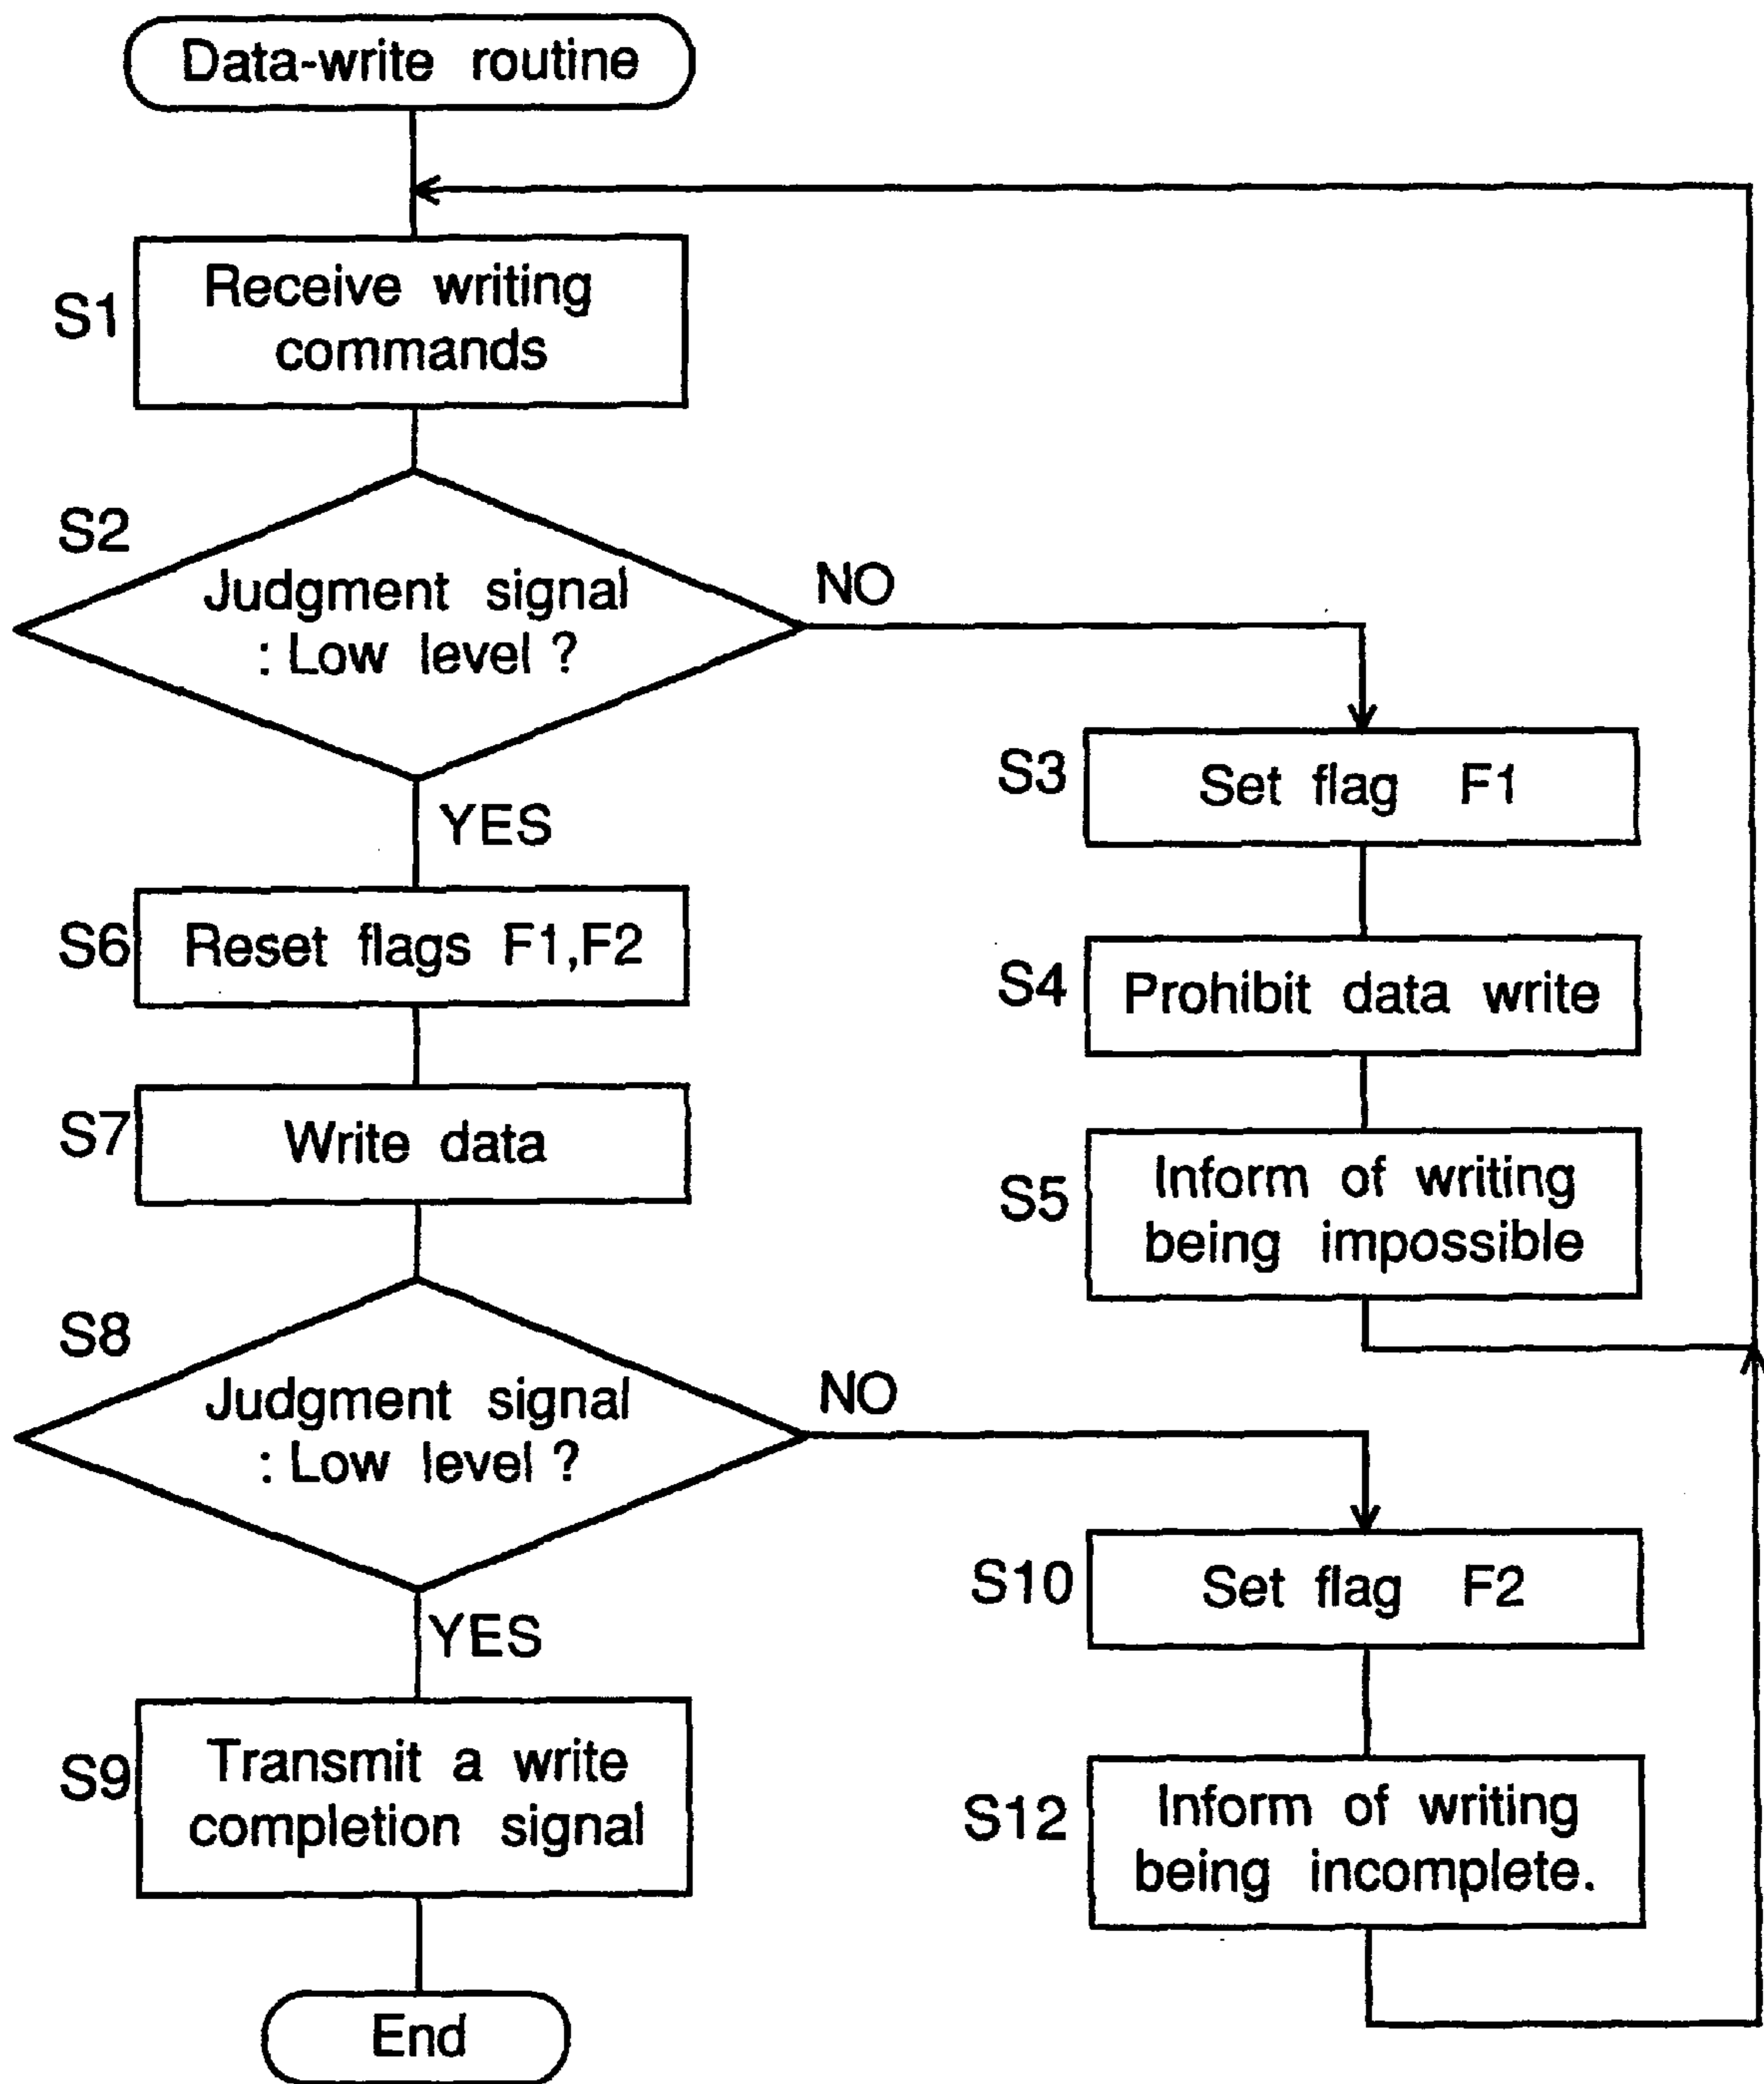 Data-write routine
S1
Receive writing
commands
S2
Judgment signal
: Low level ?
NO
YES
S3
Set flag F1
S4
Prohibit data write
S5
Inform of writing
being impossible
S6
Reset flags F1,F2
S7
Write data
S8
Judgment signal
: Low level ?
NO
YES
S9
Transmit a write
completion signal
S10
Set flag F2
S12
Inform of writing
being incomplete.
End